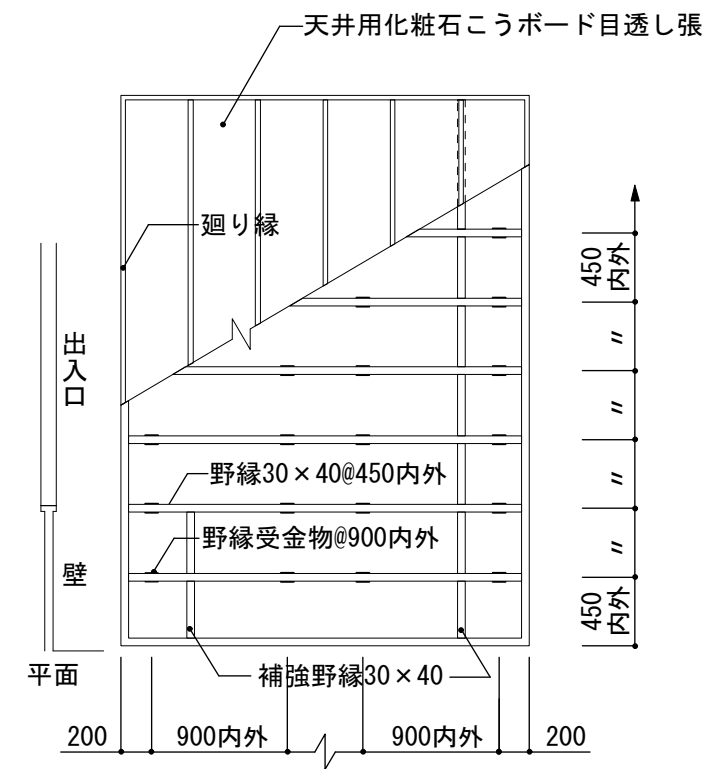 天井用化粧石こうボード目透し張
廻り縁
450
内外
〃
〃
〃
〃
450
内外
出入口
野縁30×40@450内外
野縁受金物@900内外
壁
平面
補強野縁30×40
200
900内外
900内外
200